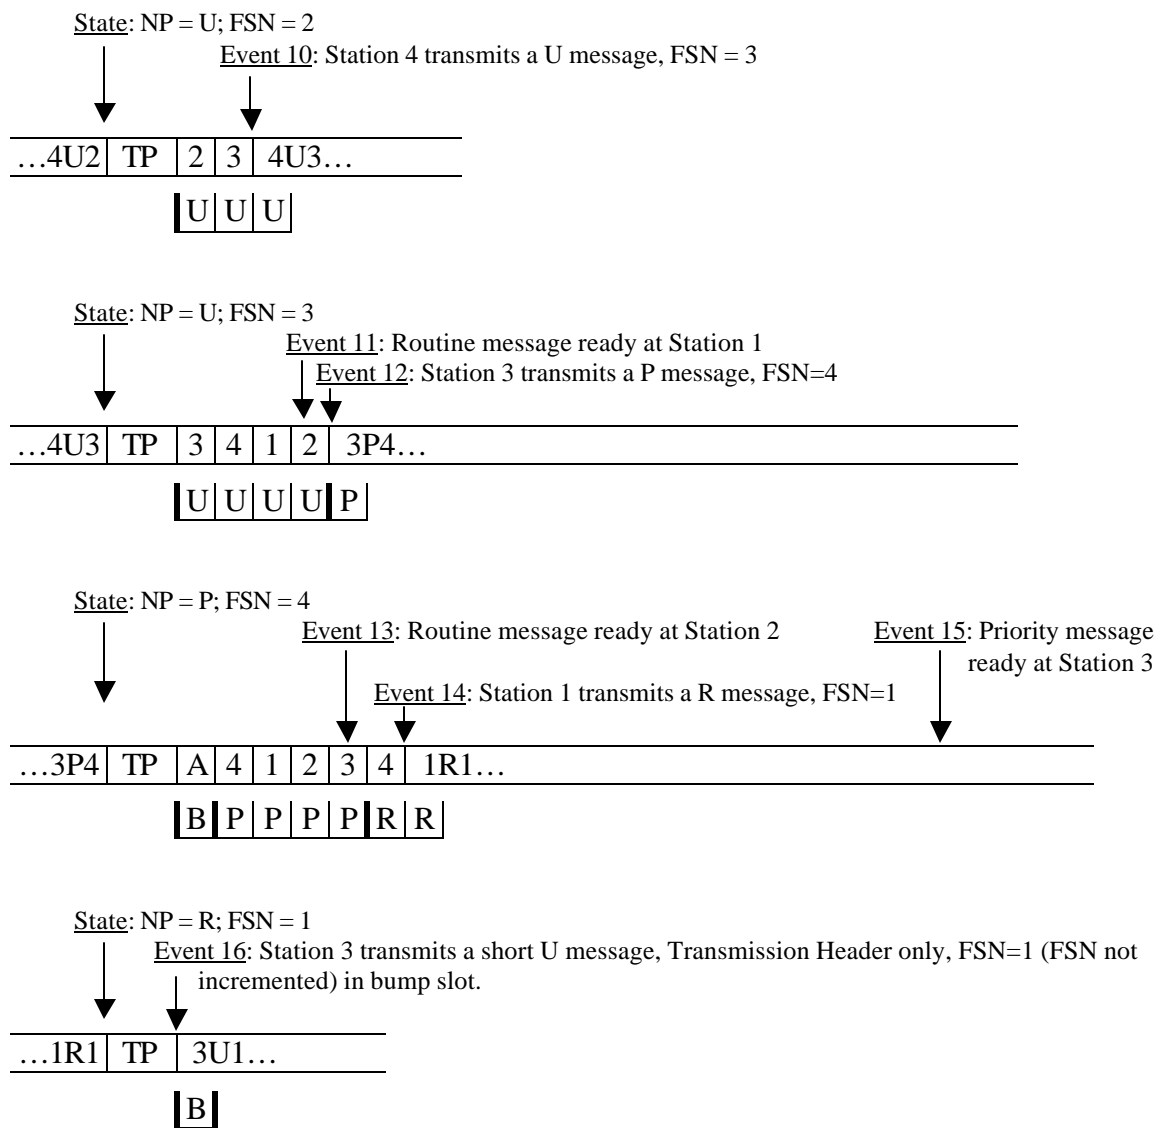 State: NP = U; FSN = 2
Event 10: Station 4 transmits a U message, FSN = 3
…4U2 TP 2 3 4U3…
U U U
State: NP = U; FSN = 3
Event 11: Routine message ready at Station 1
Event 12: Station 3 transmits a P message, FSN=4
…4U3 TP 3 4 1 2 3P4…
U U U U P
State: NP = P; FSN = 4
Event 13: Routine message ready at Station 2 Event 15: Priority message
ready at Station 3
Event 14: Station 1 transmits a R message, FSN=1
…3P4 TP A 4 1 2 3 4 1R1…
B P P P P R R
State: NP = R; FSN = 1
Event 16: Station 3 transmits a short U message, Transmission Header only, FSN=1 (FSN not
incremented) in bump slot.
…1R1 TP 3U1…
B